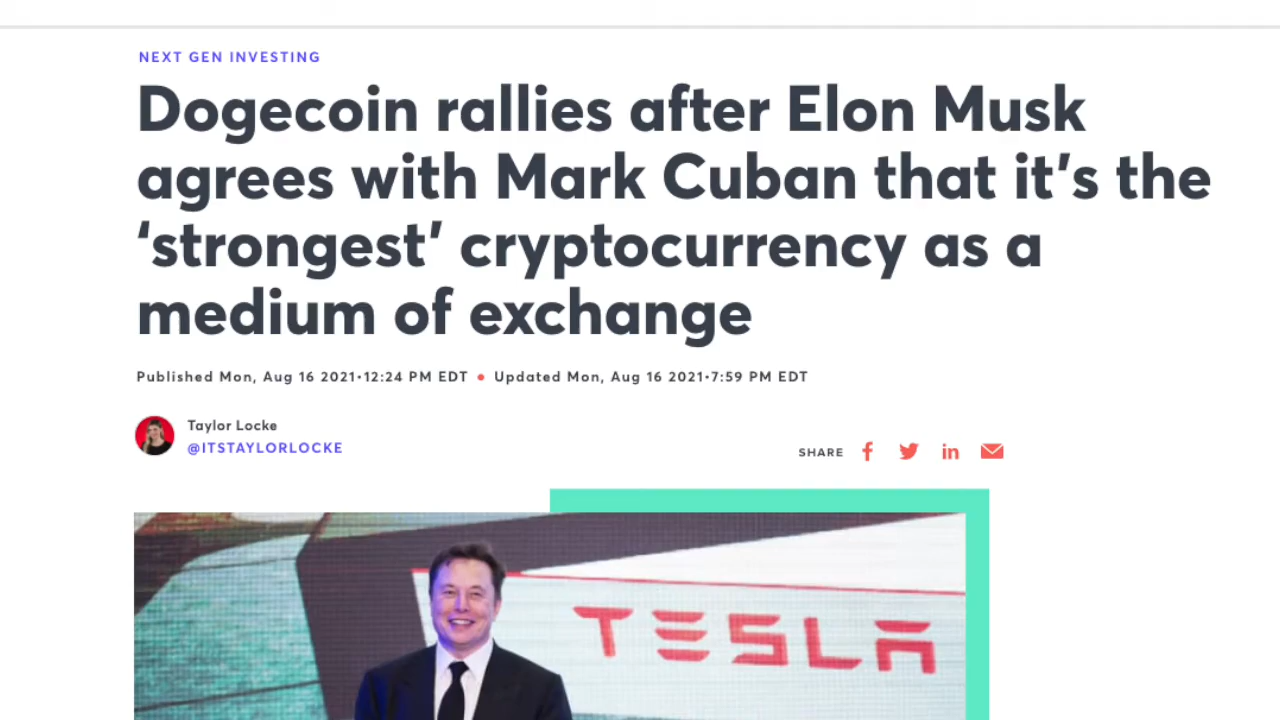 NEXT GEN INVESTING
Dogecoin rallies after Elon Musk
agrees with Mark Cuban that it's the
‘strongest’ cryptocurrency as a
medium of exchange
Published Mon, Aug 16 2021•12:24 PM EDT • Updated Mon, Aug 16 2021•7:59 PM EDT
Taylor Locke
@ITSTAYLORLOCKE
SHARE
TESLA